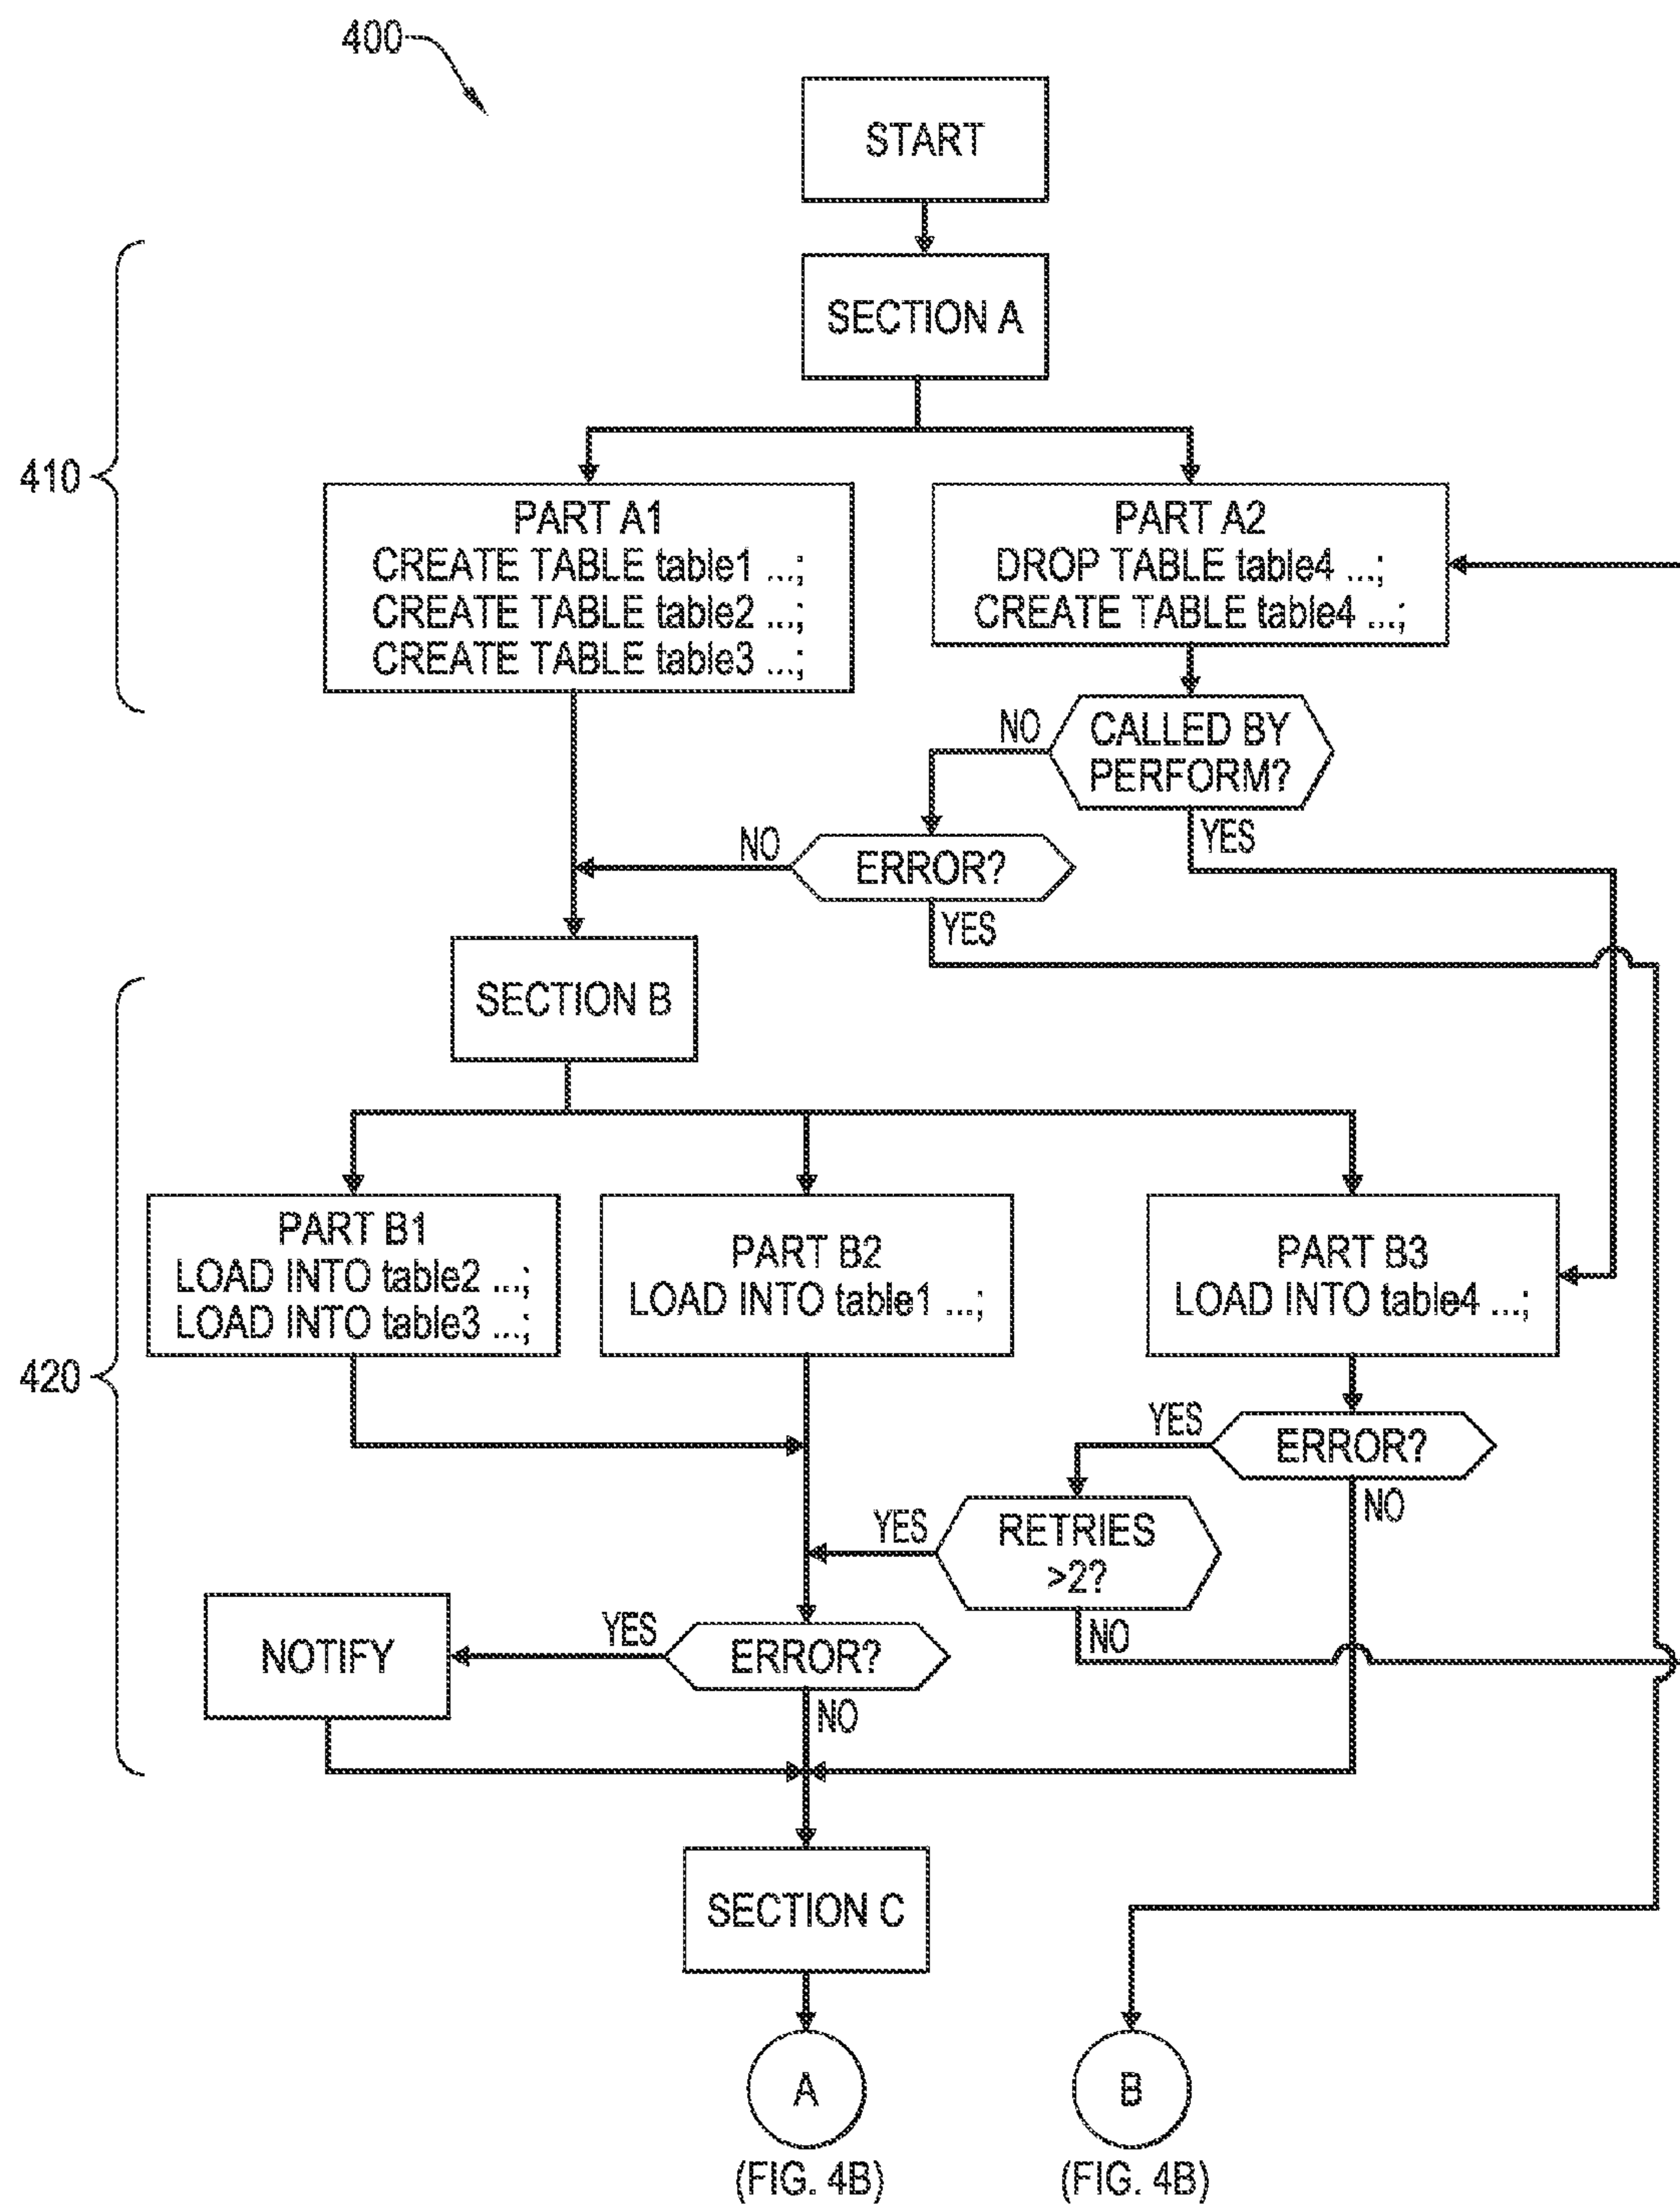 400
START
SECTION A
410
PART A1
CREATE TABLE table1 ...;
CREATE TABLE table2 ...;
CREATE TABLE table3 ...;
PART A2
DROP TABLE table4 ...;
CREATE TABLE table4 ...;
CALLED BY
PERFORM?
NO
YES
ERROR?
NO
YES
SECTION B
420
PART B1
LOAD INTO table2 ...;
LOAD INTO table3 ...;
PART B2
LOAD INTO table1 ...;
PART B3
LOAD INTO table4 ...;
ERROR?
YES
NO
RETRIES
>2?
YES
NO
ERROR?
YES
NO
NOTIFY
SECTION C
A
(FIG. 4B)
B
(FIG. 4B)